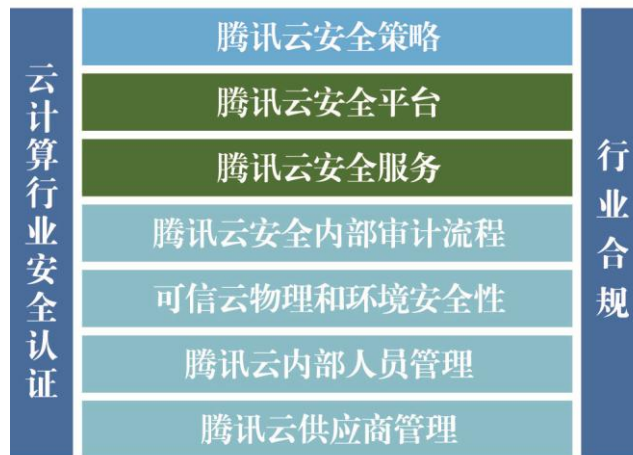 云计算行业安全认证
腾讯云安全策略
腾讯云安全平台
腾讯云安全服务
腾讯云安全内部审计流程
可信云物理和环境安全性
腾讯云内部人员管理
腾讯云供应商管理
行业合规